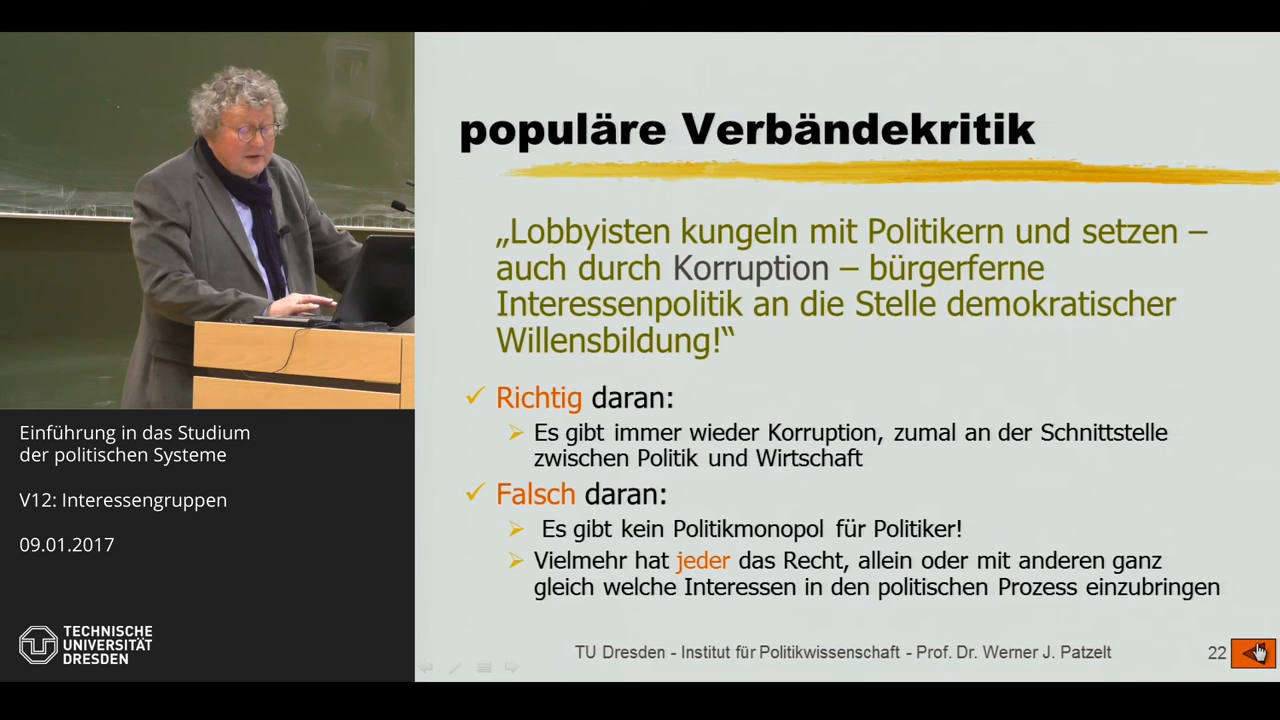 populäre Verbändekritik
„Lobbyisten kungeln mit Politikern und setzen –
auch durch Korruption – bürgerferne
Interessenpolitik an die Stelle demokratischer
Willensbildung!“
Richtig daran:
Es gibt immer wieder Korruption, zumal an der Schnittstelle
zwischen Politik und Wirtschaft
Falsch daran:
Es gibt kein Politikmonopol für Politiker!
Vielmehr hat jeder das Recht, allein oder mit anderen ganz
gleich welche Interessen in den politischen Prozess einzubringen
TU Dresden - Institut für Politikwissenschaft - Prof. Dr. Werner J. Patzelt
22
Einführung in das Studium
der politischen Systeme
V12: Interessengruppen
09.01.2017
TECHNISCHE
UNIVERSITÄT
DRESDEN